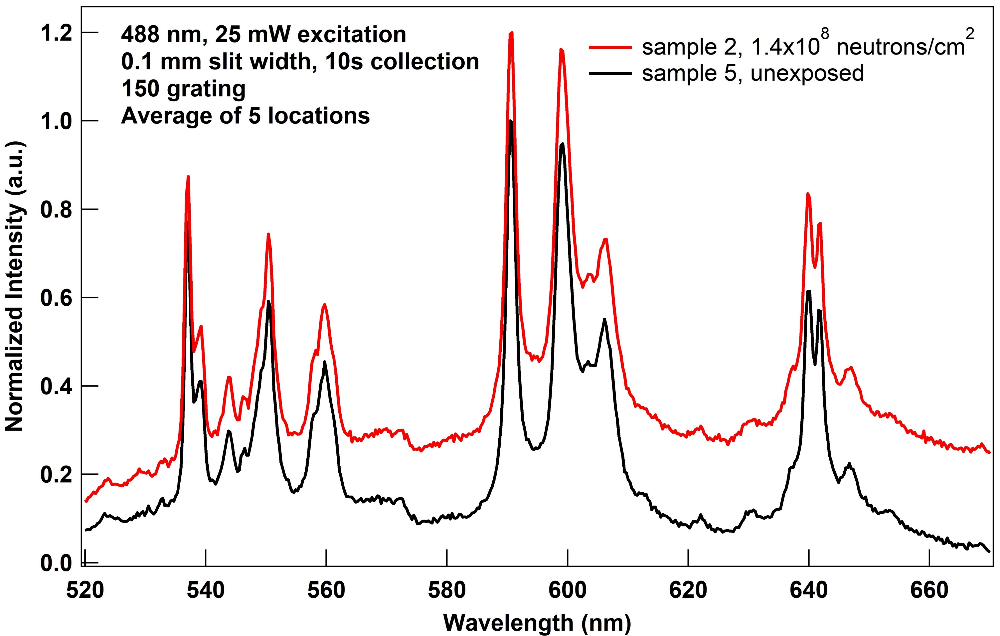 488 nm, 25 mW excitation
0.1 mm slit width, 10s collection
150 grating
Average of 5 locations
sample 2, 1.4x10⁸ neutrons/cm²
sample 5, unexposed
Normalized Intensity (a.u.)
1.2
1.0
0.8
0.6
0.4
0.2
0.0
520 540 560 580 600 620 640 660
Wavelength (nm)